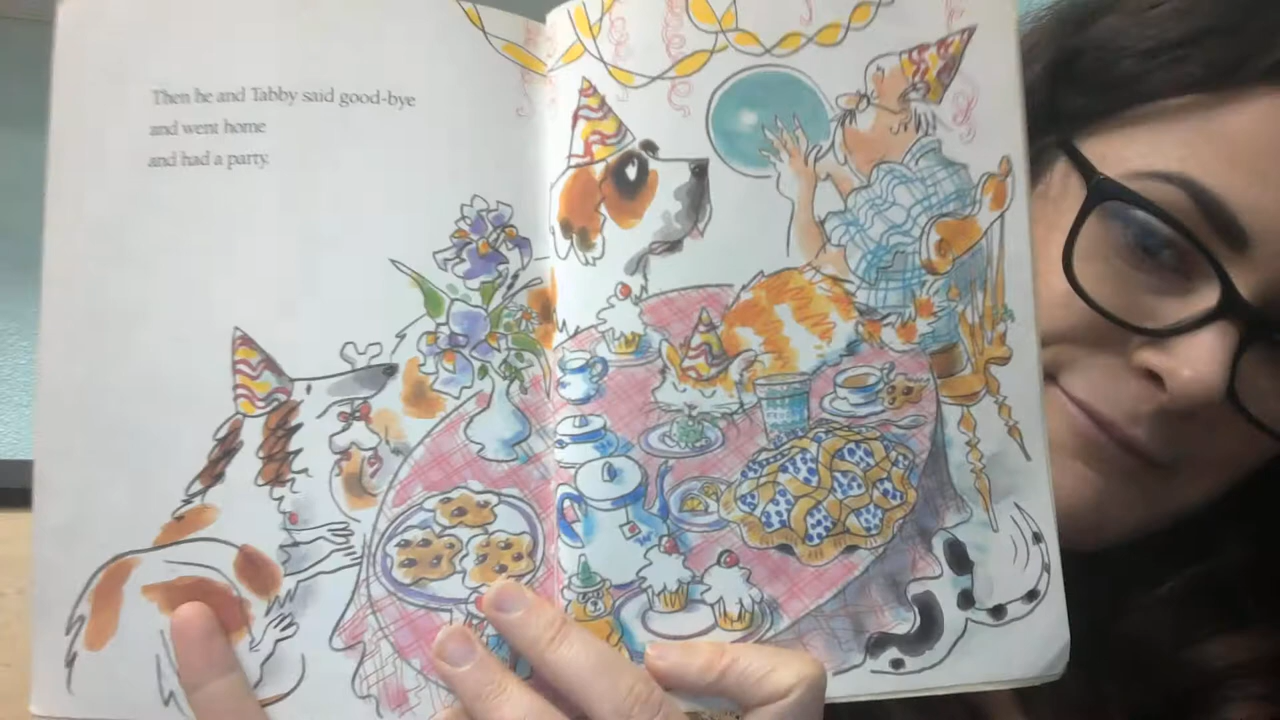 Then he and Tabby said good-bye
and went home
and had a party.